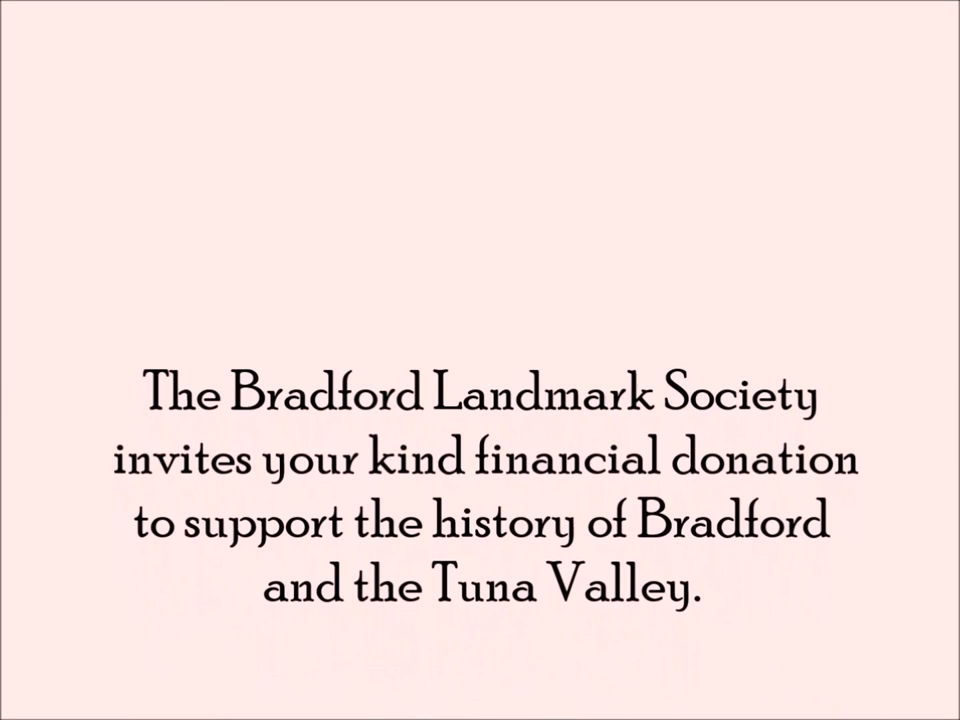 The Bradford Landmark Society
invites your kind financial donation
to support the history of Bradford
and the Tuna Valley.